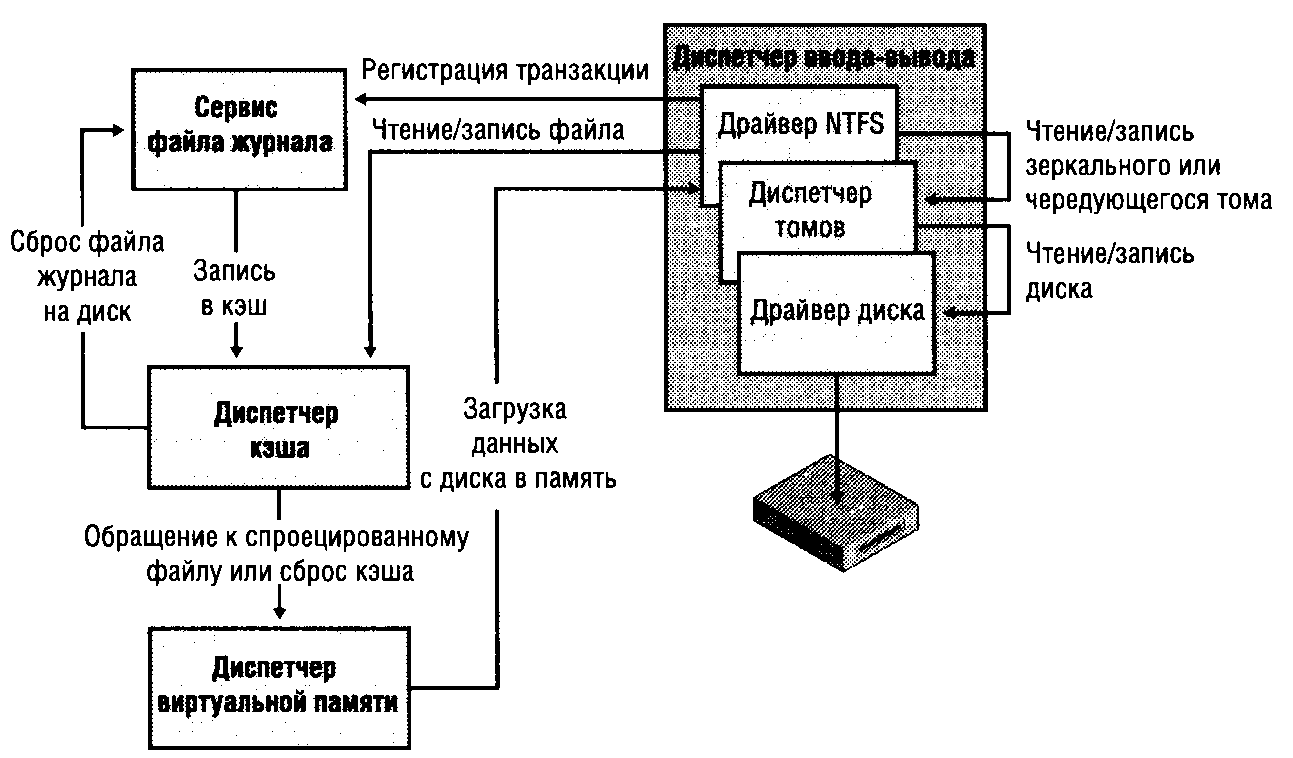 Диспетчер ввода-вывода
Регистрация транзакции
Сервис
файла журнала
Драйвер NTFS
Чтение/запись файла
Чтение/запись
зеркального или
чередующегося тома
Диспетчер
томов
Сброс файла
журнала
на диск
Запись
в кэш
Чтение/запись
диска
Драйвер диска
Диспетчер
кэша
Загрузка
данных
с диска в память
Обращение к спроецированному
файлу или сброс кэша
Диспетчер
виртуальной памяти